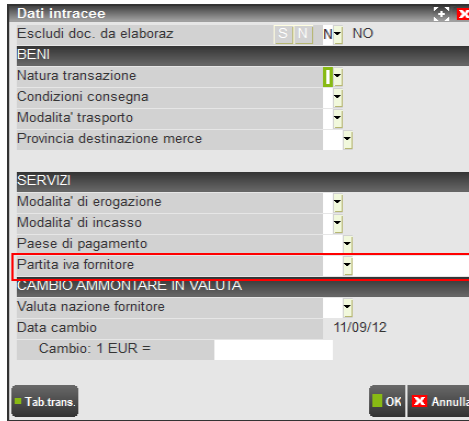 Dati intracee
Escludi doc. da elaboraz S N N NO
BENI
Natura transazione
Condizioni consegna
Modalita' trasporto
Provincia destinazione merce
SERVIZI
Modalita' di erogazione
Modalita' di incasso
Paese di pagamento
Partita iva fornitore
CAMBIO AMMONTARE IN VALUTA
Valuta nazione fornitore
Data cambio 11/09/12
Cambio: 1 EUR =
Tab.trans. OK Annulla